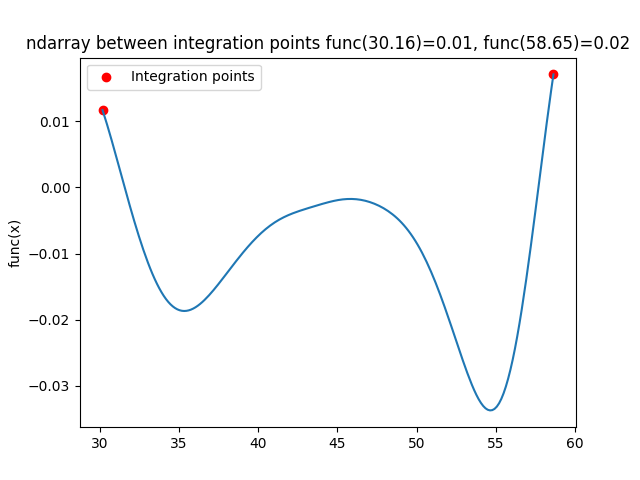 ndarray between integration points func(30.16)=0.01, func(58.65)=0.02
Integration points
func(x)
0.01
0.00
−0.01
−0.02
−0.03
30 35 40 45 50 55 60